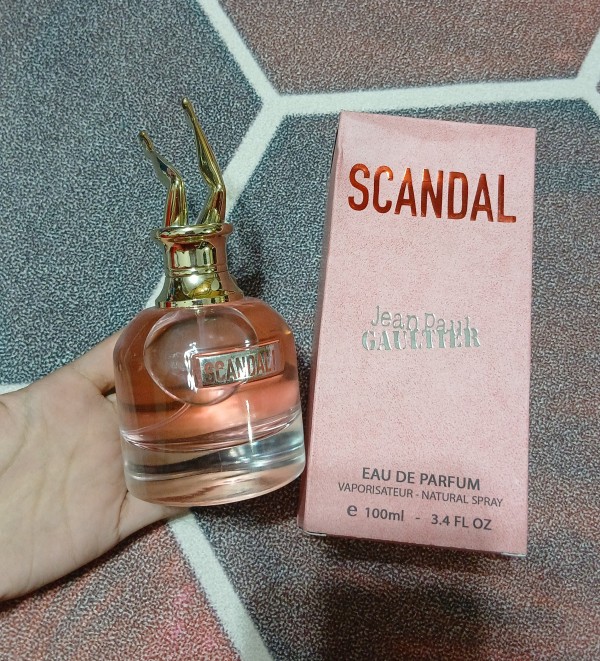 SCANDAL
SCANDAL
Jean Paul
GAULTIER
EAU DE PARFUM
VAPORISATEUR - NATURAL SPRAY
e 100ml - 3.4 FL OZ